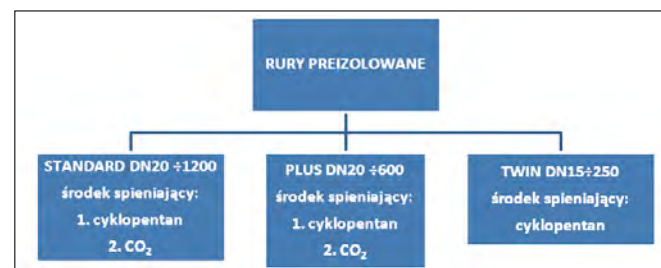 RURY PREIZOLOWANE
STANDARD DN20 ÷1200
środek spieniający:
1. cyklopentan
2. CO₂
PLUS DN20 ÷600
środek spieniający:
1. cyklopentan
2. CO₂
TWIN DN15÷250
środek spieniający:
cyklopentan